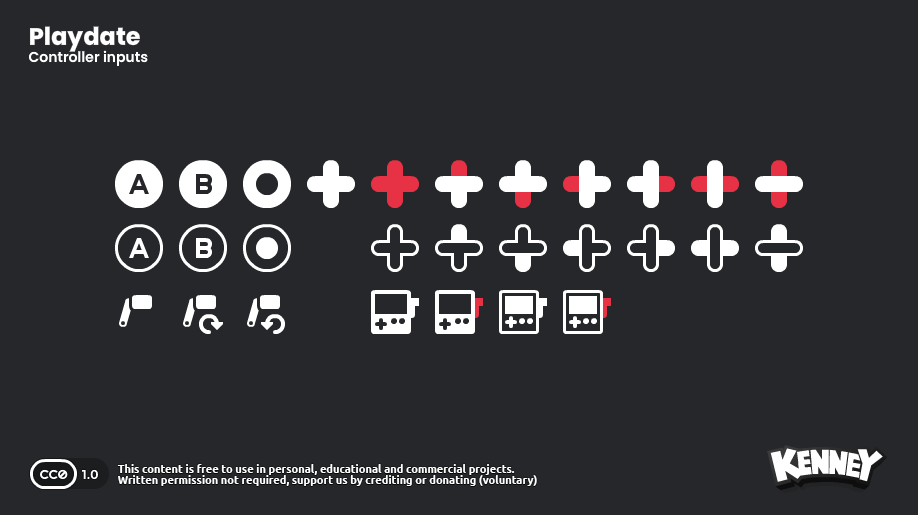 Playdate
Controller inputs
A B
A B
CC0 1.0
This content is free to use in personal, educational and commercial projects.
Written permission not required, support us by crediting or donating (voluntary)
KENNEY